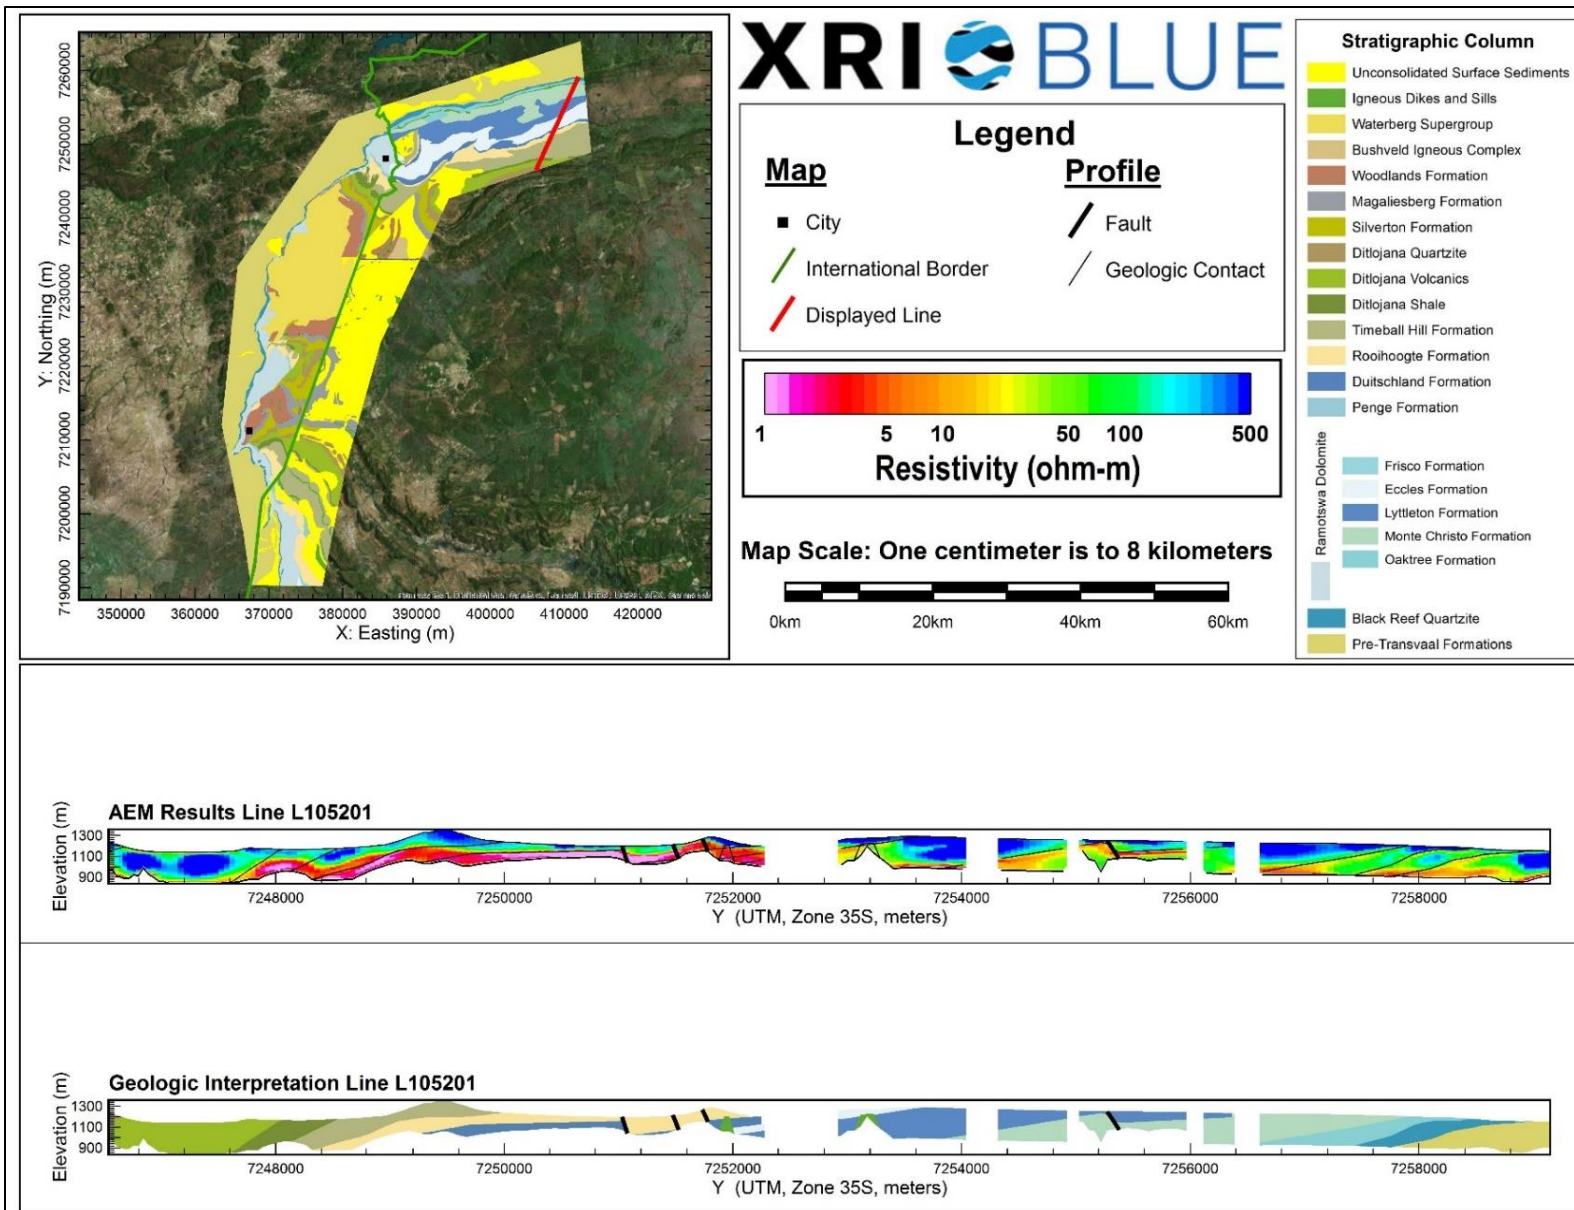 7260000
7250000
7240000
7230000
7220000
7210000
7200000
7190000
Y: Northing (m)
350000 360000 370000 380000 390000 400000 410000 420000
X: Easting (m)
XRI BLUE
Legend
Map
City
International Border
Displayed Line
Profile
Fault
Geologic Contact
1 5 10 50 100 500
Resistivity (ohm-m)
Map Scale: One centimeter is to 8 kilometers
0km 20km 40km 60km
Stratigraphic Column
Unconsolidated Surface Sediments
Igneous Dikes and Sills
Waterberg Supergroup
Bushveld Igneous Complex
Woodlands Formation
Magaliesberg Formation
Silverton Formation
Ditlojana Quartzite
Ditlojana Volcanics
Ditlojana Shale
Timeball Hill Formation
Rooihoogte Formation
Duitschland Formation
Penge Formation
Ramotswa Dolomite
Frisco Formation
Eccles Formation
Lyttleton Formation
Monte Christo Formation
Oaktree Formation
Black Reef Quartzite
Pre-Transvaal Formations
AEM Results Line L105201
Elevation (m)
1300
1100
900
7248000 7250000 7252000 7254000 7256000 7258000
Y (UTM, Zone 35S, meters)
Geologic Interpretation Line L105201
Elevation (m)
1300
1100
900
7248000 7250000 7252000 7254000 7256000 7258000
Y (UTM, Zone 35S, meters)